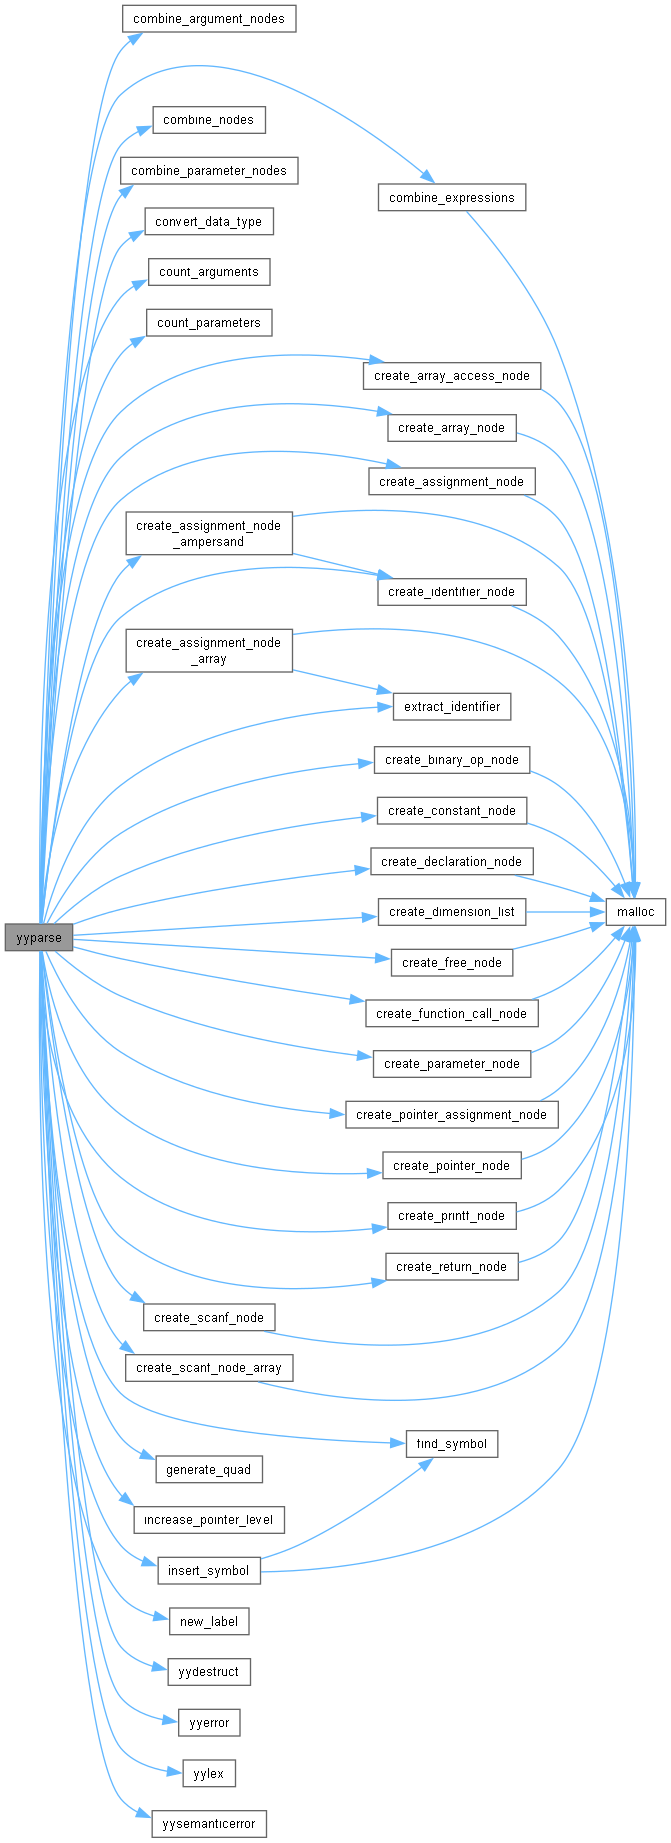 combine_argument_nodes
combine_nodes
combine_parameter_nodes
combine_expressions
convert_data_type
count_arguments
count_parameters
create_array_access_node
create_array_node
create_assignment_node
create_assignment_node
_ampersand
create_identifier_node
create_assignment_node
_array
extract_identifier
create_binary_op_node
create_constant_node
create_declaration_node
create_dimension_list
malloc
yyparse
create_free_node
create_function_call_node
create_parameter_node
create_pointer_assignment_node
create_pointer_node
create_printf_node
create_return_node
create_scanf_node
create_scanf_node_array
find_symbol
generate_quad
increase_pointer_level
insert_symbol
new_label
yydestruct
yyerror
yylex
yysemanticerror